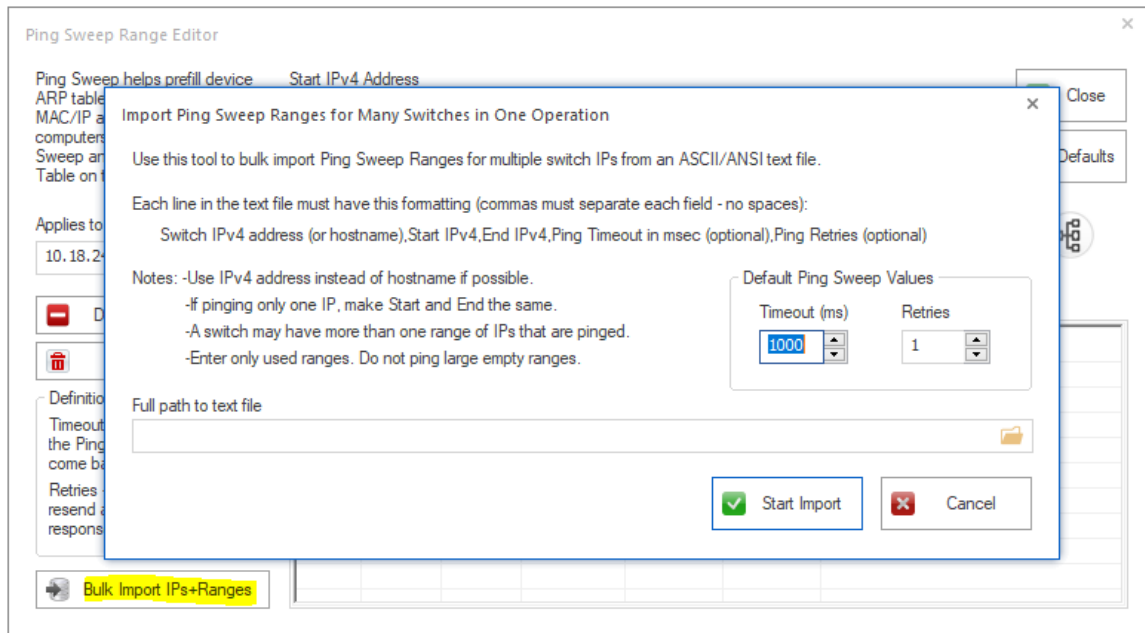 Ping Sweep Range Editor
Ping Sweep helps prefill device
ARP table
MAC/IP a
computers
Sweep an
Table on t
Start IPv4 Address
Close
Defaults
Applies to
10.18.24
D
Definitio
Timeout
the Ping
come ba
Retries -
resend a
respons
Bulk Import IPs+Ranges
Import Ping Sweep Ranges for Many Switches in One Operation
Use this tool to bulk import Ping Sweep Ranges for multiple switch IPs from an ASCII/ANSI text file.
Each line in the text file must have this formatting (commas must separate each field - no spaces):
Switch IPv4 address (or hostname),Start IPv4,End IPv4,Ping Timeout in msec (optional),Ping Retries (optional)
Notes: -Use IPv4 address instead of hostname if possible.
-If pinging only one IP, make Start and End the same.
-A switch may have more than one range of IPs that are pinged.
-Enter only used ranges. Do not ping large empty ranges.
Default Ping Sweep Values
Timeout (ms) Retries
1000 1
Full path to text file
Start Import
Cancel